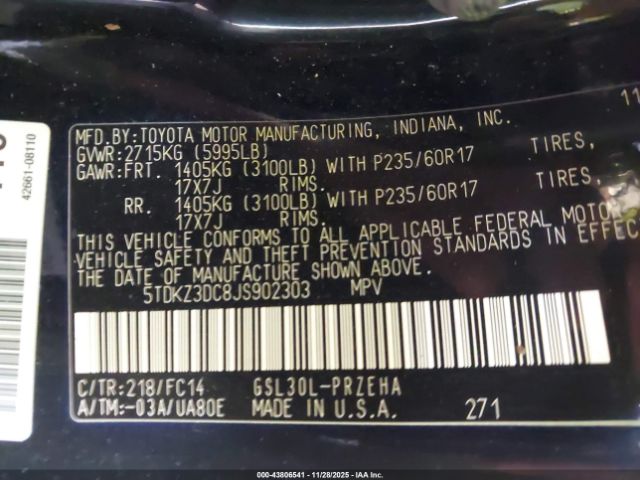 11
MFD.BY:TOYOTA MOTOR MANUFACTURING, INDIANA, INC.
GVWR:2715KG (5995LB)
GAWR:FRT. 1405KG (3100LB) WITH P235/60R17 TIRES,
17X7J RIMS.
RR. 1405KG (3100LB) WITH P235/60R17 TIRES,
17X7J RIMS.
THIS VEHICLE CONFORMS TO ALL APPLICABLE FEDERAL MOTOR
VEHICLE SAFETY AND THEFT PREVENTION STANDARDS IN EFFEC
THE DATE OF MANUFACTURE SHOWN ABOVE.
5TDKZ3DC8JS902303 MPV
C/TR:218/FC14 GSL30L-PRZEHA
A/TM:-03A/UA80E MADE IN U.S.A. 271
42661-08110
000-43806541 - 11/28/2025 - IAAI.COM